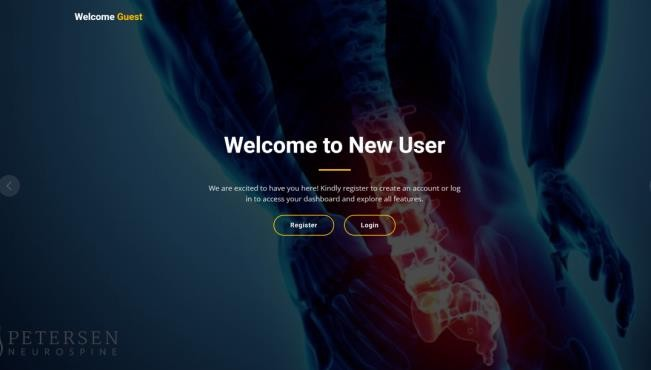 Welcome Guest
Welcome to New User
We are excited to have you here! Kindly register to create an account or log
in to access your dashboard and explore all features.
Register
Login
PETERSEN
NEUROSPINE